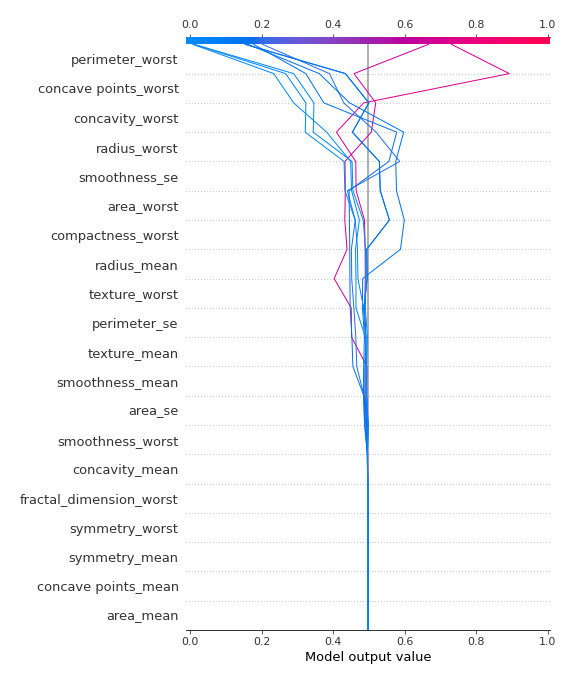 0.0 0.2 0.4 0.6 0.8 1.0
perimeter_worst
concave points_worst
concavity_worst
radius_worst
smoothness_se
area_worst
compactness_worst
radius_mean
texture_worst
perimeter_se
texture_mean
smoothness_mean
area_se
smoothness_worst
concavity_mean
fractal_dimension_worst
symmetry_worst
symmetry_mean
concave points_mean
area_mean
0.0 0.2 0.4 0.6 0.8 1.0
Model output value